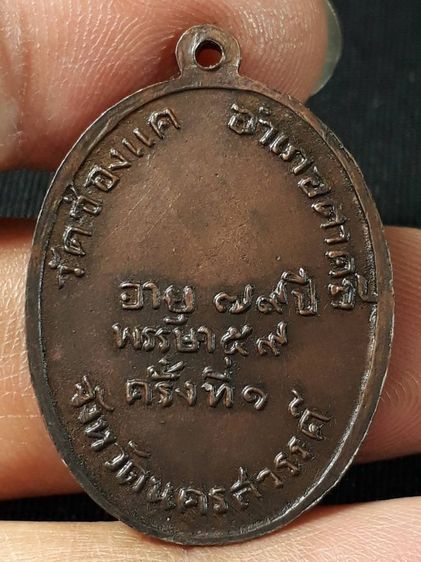 วัดช่องแค อำเภอตาคลี
อายุ ๗๙ ปี
พรรษา ๕๙
ครั้งที่ ๑
จังหวัดนครสวรรค์